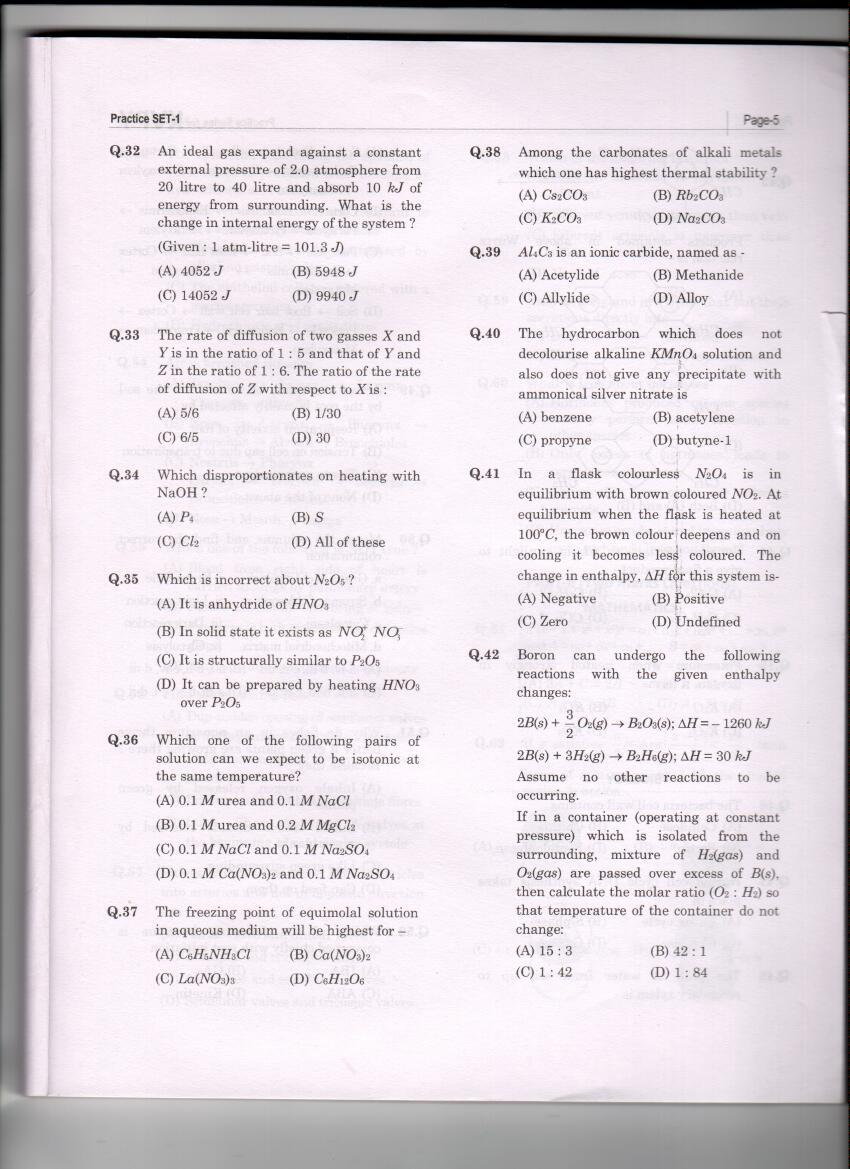 Practice SET-1
Page-5
Q.32 An ideal gas expand against a constant
external pressure of 2.0 atmosphere from
20 litre to 40 litre and absorb 10 kJ of
energy from surrounding. What is the
change in internal energy of the system ?
(Given : 1 atm-litre = 101.3 J)
(A) 4052 J (B) 5948 J
(C) 14052 J (D) 9940 J
Q.33 The rate of diffusion of two gasses X and
Y is in the ratio of 1 : 5 and that of Y and
Z in the ratio of 1 : 6. The ratio of the rate
of diffusion of Z with respect to X is :
(A) 5/6 (B) 1/30
(C) 6/5 (D) 30
Q.34 Which disproportionates on heating with
NaOH ?
(A) P₄ (B) S
(C) Cl₂ (D) All of these
Q.35 Which is incorrect about N₂O₅ ?
(A) It is anhydride of HNO₃
(B) In solid state it exists as NO₂⁺ NO₃⁻
(C) It is structurally similar to P₂O₅
(D) It can be prepared by heating HNO₃
over P₂O₅
Q.36 Which one of the following pairs of
solution can we expect to be isotonic at
the same temperature?
(A) 0.1 M urea and 0.1 M NaCl
(B) 0.1 M urea and 0.2 M MgCl₂
(C) 0.1 M NaCl and 0.1 M Na₂SO₄
(D) 0.1 M Ca(NO₃)₂ and 0.1 M Na₂SO₄
Q.37 The freezing point of equimolal solution
in aqueous medium will be highest for –
(A) C₆H₅NH₃Cl (B) Ca(NO₃)₂
(C) La(NO₃)₃ (D) C₆H₁₂O₆
Q.38 Among the carbonates of alkali metals
which one has highest thermal stability ?
(A) Cs₂CO₃ (B) Rb₂CO₃
(C) K₂CO₃ (D) Na₂CO₃
Q.39 Al₄C₃ is an ionic carbide, named as -
(A) Acetylide (B) Methanide
(C) Allylide (D) Alloy
Q.40 The hydrocarbon which does not
decolourise alkaline KMnO₄ solution and
also does not give any precipitate with
ammonical silver nitrate is
(A) benzene (B) acetylene
(C) propyne (D) butyne-1
Q.41 In a flask colourless N₂O₄ is in
equilibrium with brown coloured NO₂. At
equilibrium when the flask is heated at
100°C, the brown colour deepens and on
cooling it becomes less coloured. The
change in enthalpy, ΔH for this system is-
(A) Negative (B) Positive
(C) Zero (D) Undefined
Q.42 Boron can undergo the following
reactions with the given enthalpy
changes:
2B(s) + 3/2 O₂(g) → B₂O₃(s); ΔH = – 1260 kJ
2B(s) + 3H₂(g) → B₂H₆(g); ΔH = 30 kJ
Assume no other reactions to be
occurring.
If in a container (operating at constant
pressure) which is isolated from the
surrounding, mixture of H₂(gas) and
O₂(gas) are passed over excess of B(s),
then calculate the molar ratio (O₂ : H₂) so
that temperature of the container do not
change:
(A) 15 : 3 (B) 42 : 1
(C) 1 : 42 (D) 1 : 84